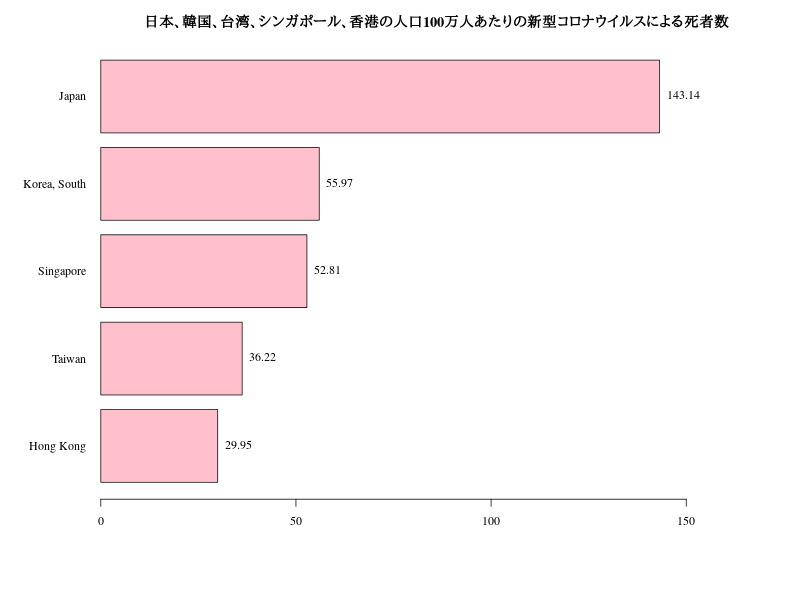 日本、韓国、台湾、シンガポール、香港の人口100万人あたりの新型コロナウイルスによる死者数
Japan
143.14
Korea, South
55.97
Singapore
52.81
Taiwan
36.22
Hong Kong
29.95
0 50 100 150